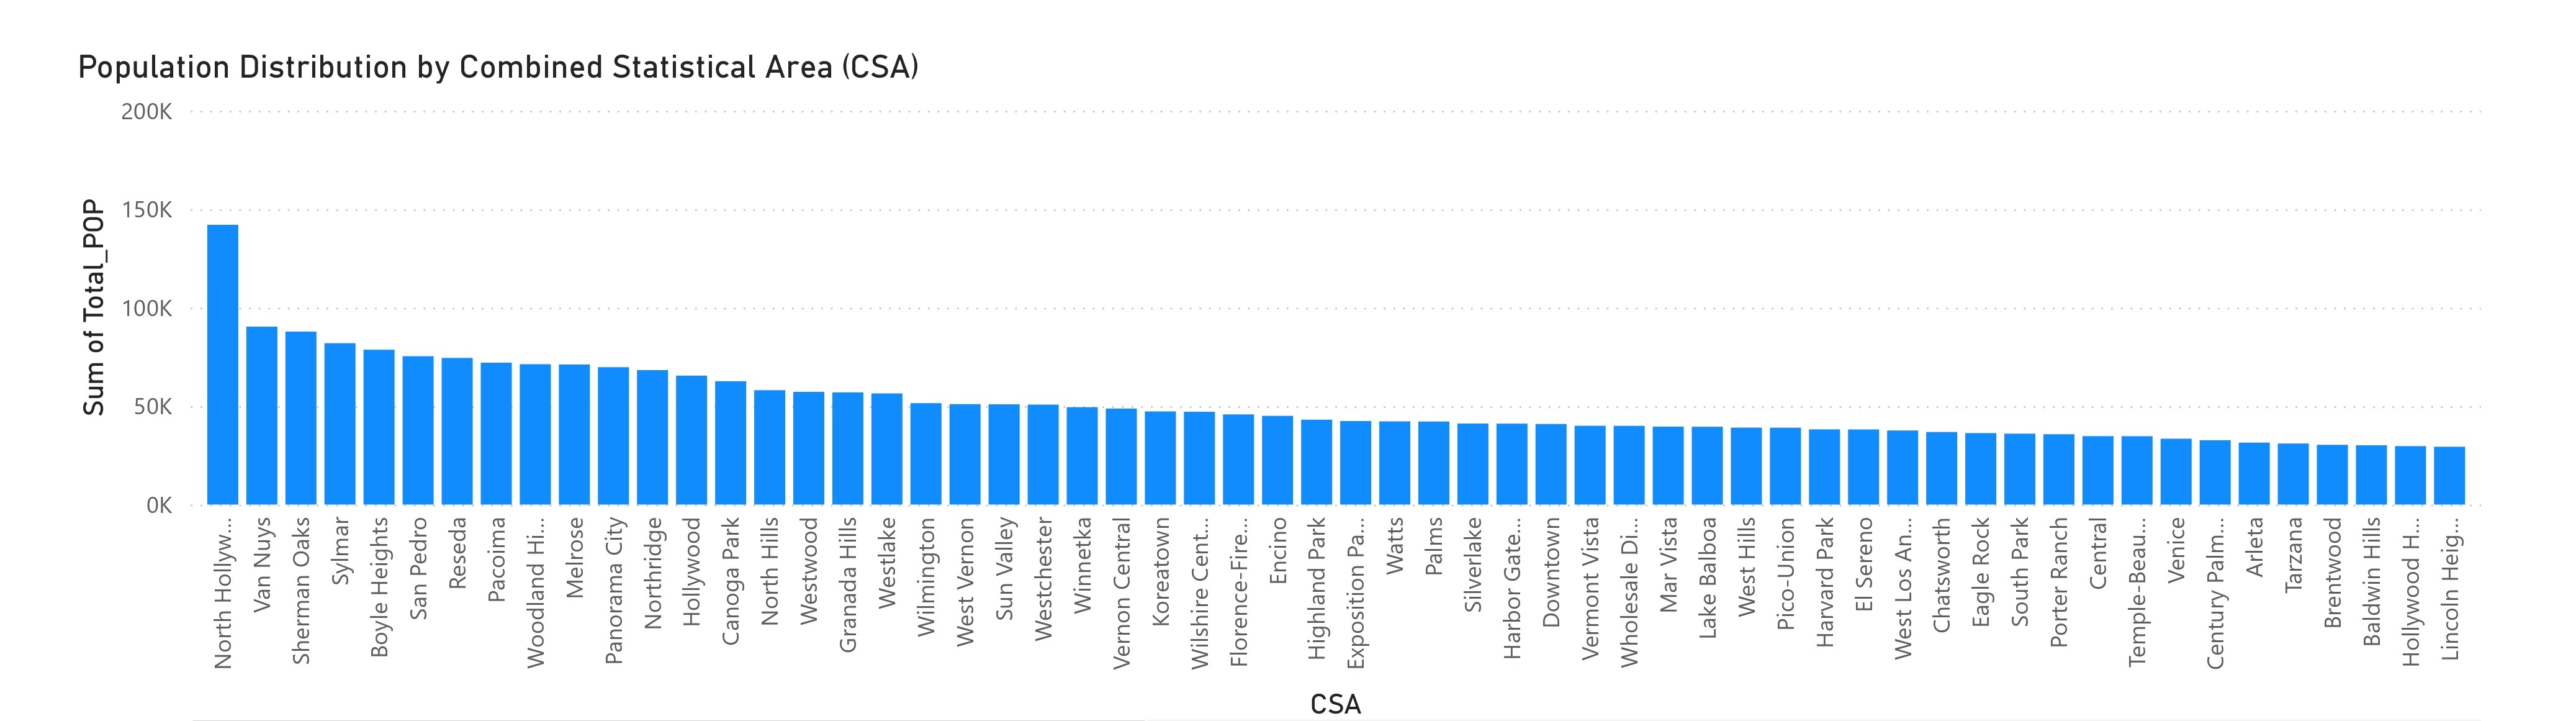 Population Distribution by Combined Statistical Area (CSA)
200K
150K
100K
50K
0K
Sum of Total_POP
North Hollyw...
Van Nuys
Sherman Oaks
Sylmar
Boyle Heights
San Pedro
Reseda
Pacoima
Woodland Hi...
Melrose
Panorama City
Northridge
Hollywood
Canoga Park
North Hills
Westwood
Granada Hills
Westlake
Wilmington
West Vernon
Sun Valley
Westchester
Winnetka
Vernon Central
Koreatown
Wilshire Cent...
Florence-Fire...
Encino
Highland Park
Exposition Pa...
Watts
Palms
Silverlake
Harbor Gate...
Downtown
Vermont Vista
Wholesale Di...
Mar Vista
Lake Balboa
West Hills
Pico-Union
Harvard Park
El Sereno
West Los An...
Chatsworth
Eagle Rock
South Park
Porter Ranch
Central
Temple-Beau...
Venice
Century Palm...
Arleta
Tarzana
Brentwood
Baldwin Hills
Hollywood H...
Lincoln Heig...
CSA